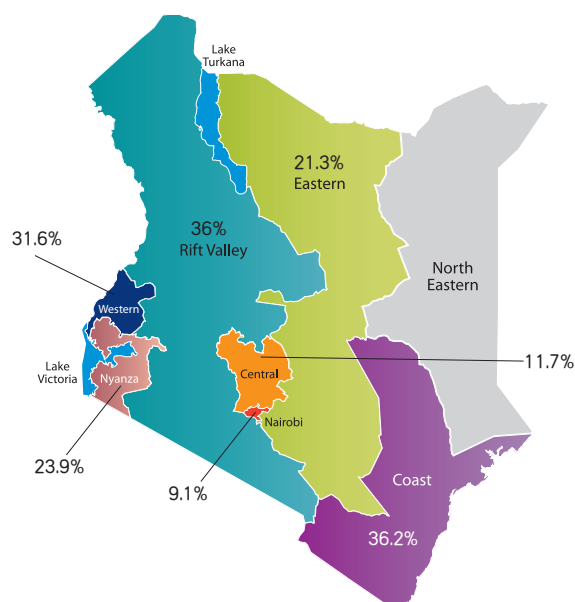 Lake
Turkana
21.3%
Eastern
36%
Rift Valley
31.6%
North
Eastern
Western
Lake
Victoria
Nyanza
Central
11.7%
Nairobi
23.9%
9.1%
Coast
36.2%